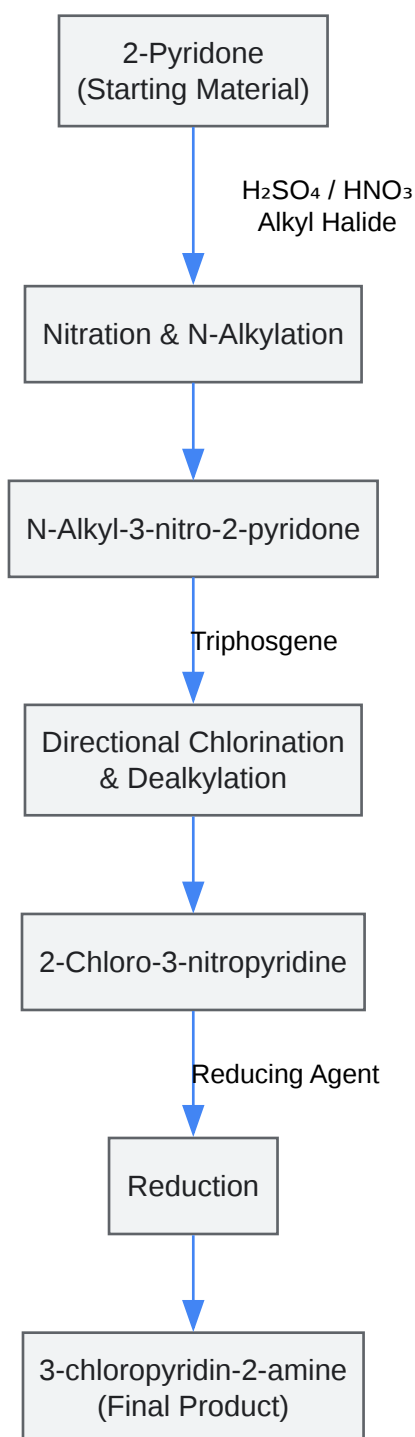 2-Pyridone
(Starting Material)
H₂SO₄ / HNO₃
Alkyl Halide
Nitration & N-Alkylation
N-Alkyl-3-nitro-2-pyridone
Triphosgene
Directional Chlorination
& Dealkylation
2-Chloro-3-nitropyridine
Reducing Agent
Reduction
3-chloropyridin-2-amine
(Final Product)